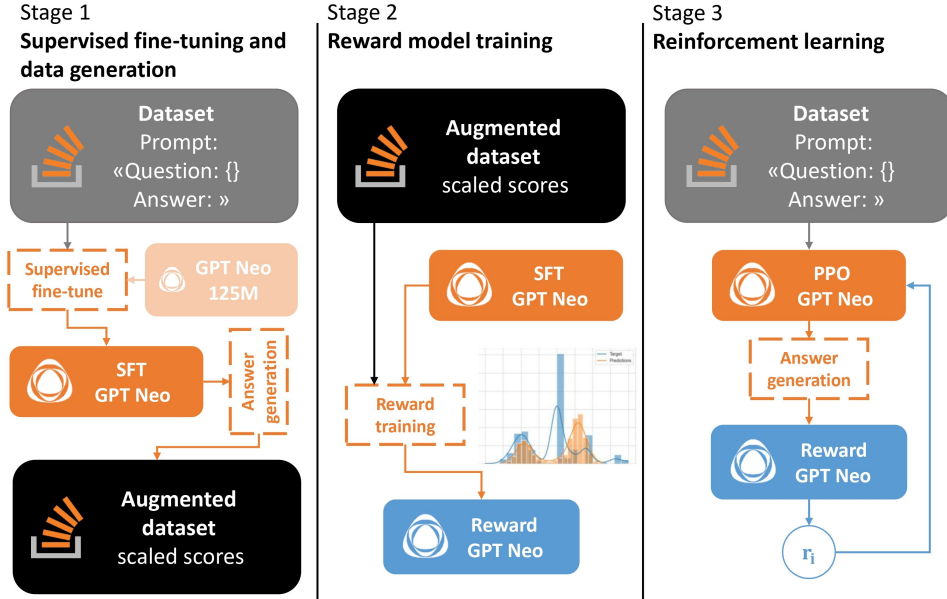 Stage 1
Supervised fine-tuning and
data generation
Dataset
Prompt:
«Question: {}
Answer: »
Supervised
fine-tune
GPT Neo
125M
SFT
GPT Neo
Answer
generation
Augmented
dataset
scaled scores
Stage 2
Reward model training
Augmented
dataset
scaled scores
SFT
GPT Neo
Target
Predictions
Reward
training
Reward
GPT Neo
Stage 3
Reinforcement learning
Dataset
Prompt:
«Question: {}
Answer: »
PPO
GPT Neo
Answer
generation
Reward
GPT Neo
ri